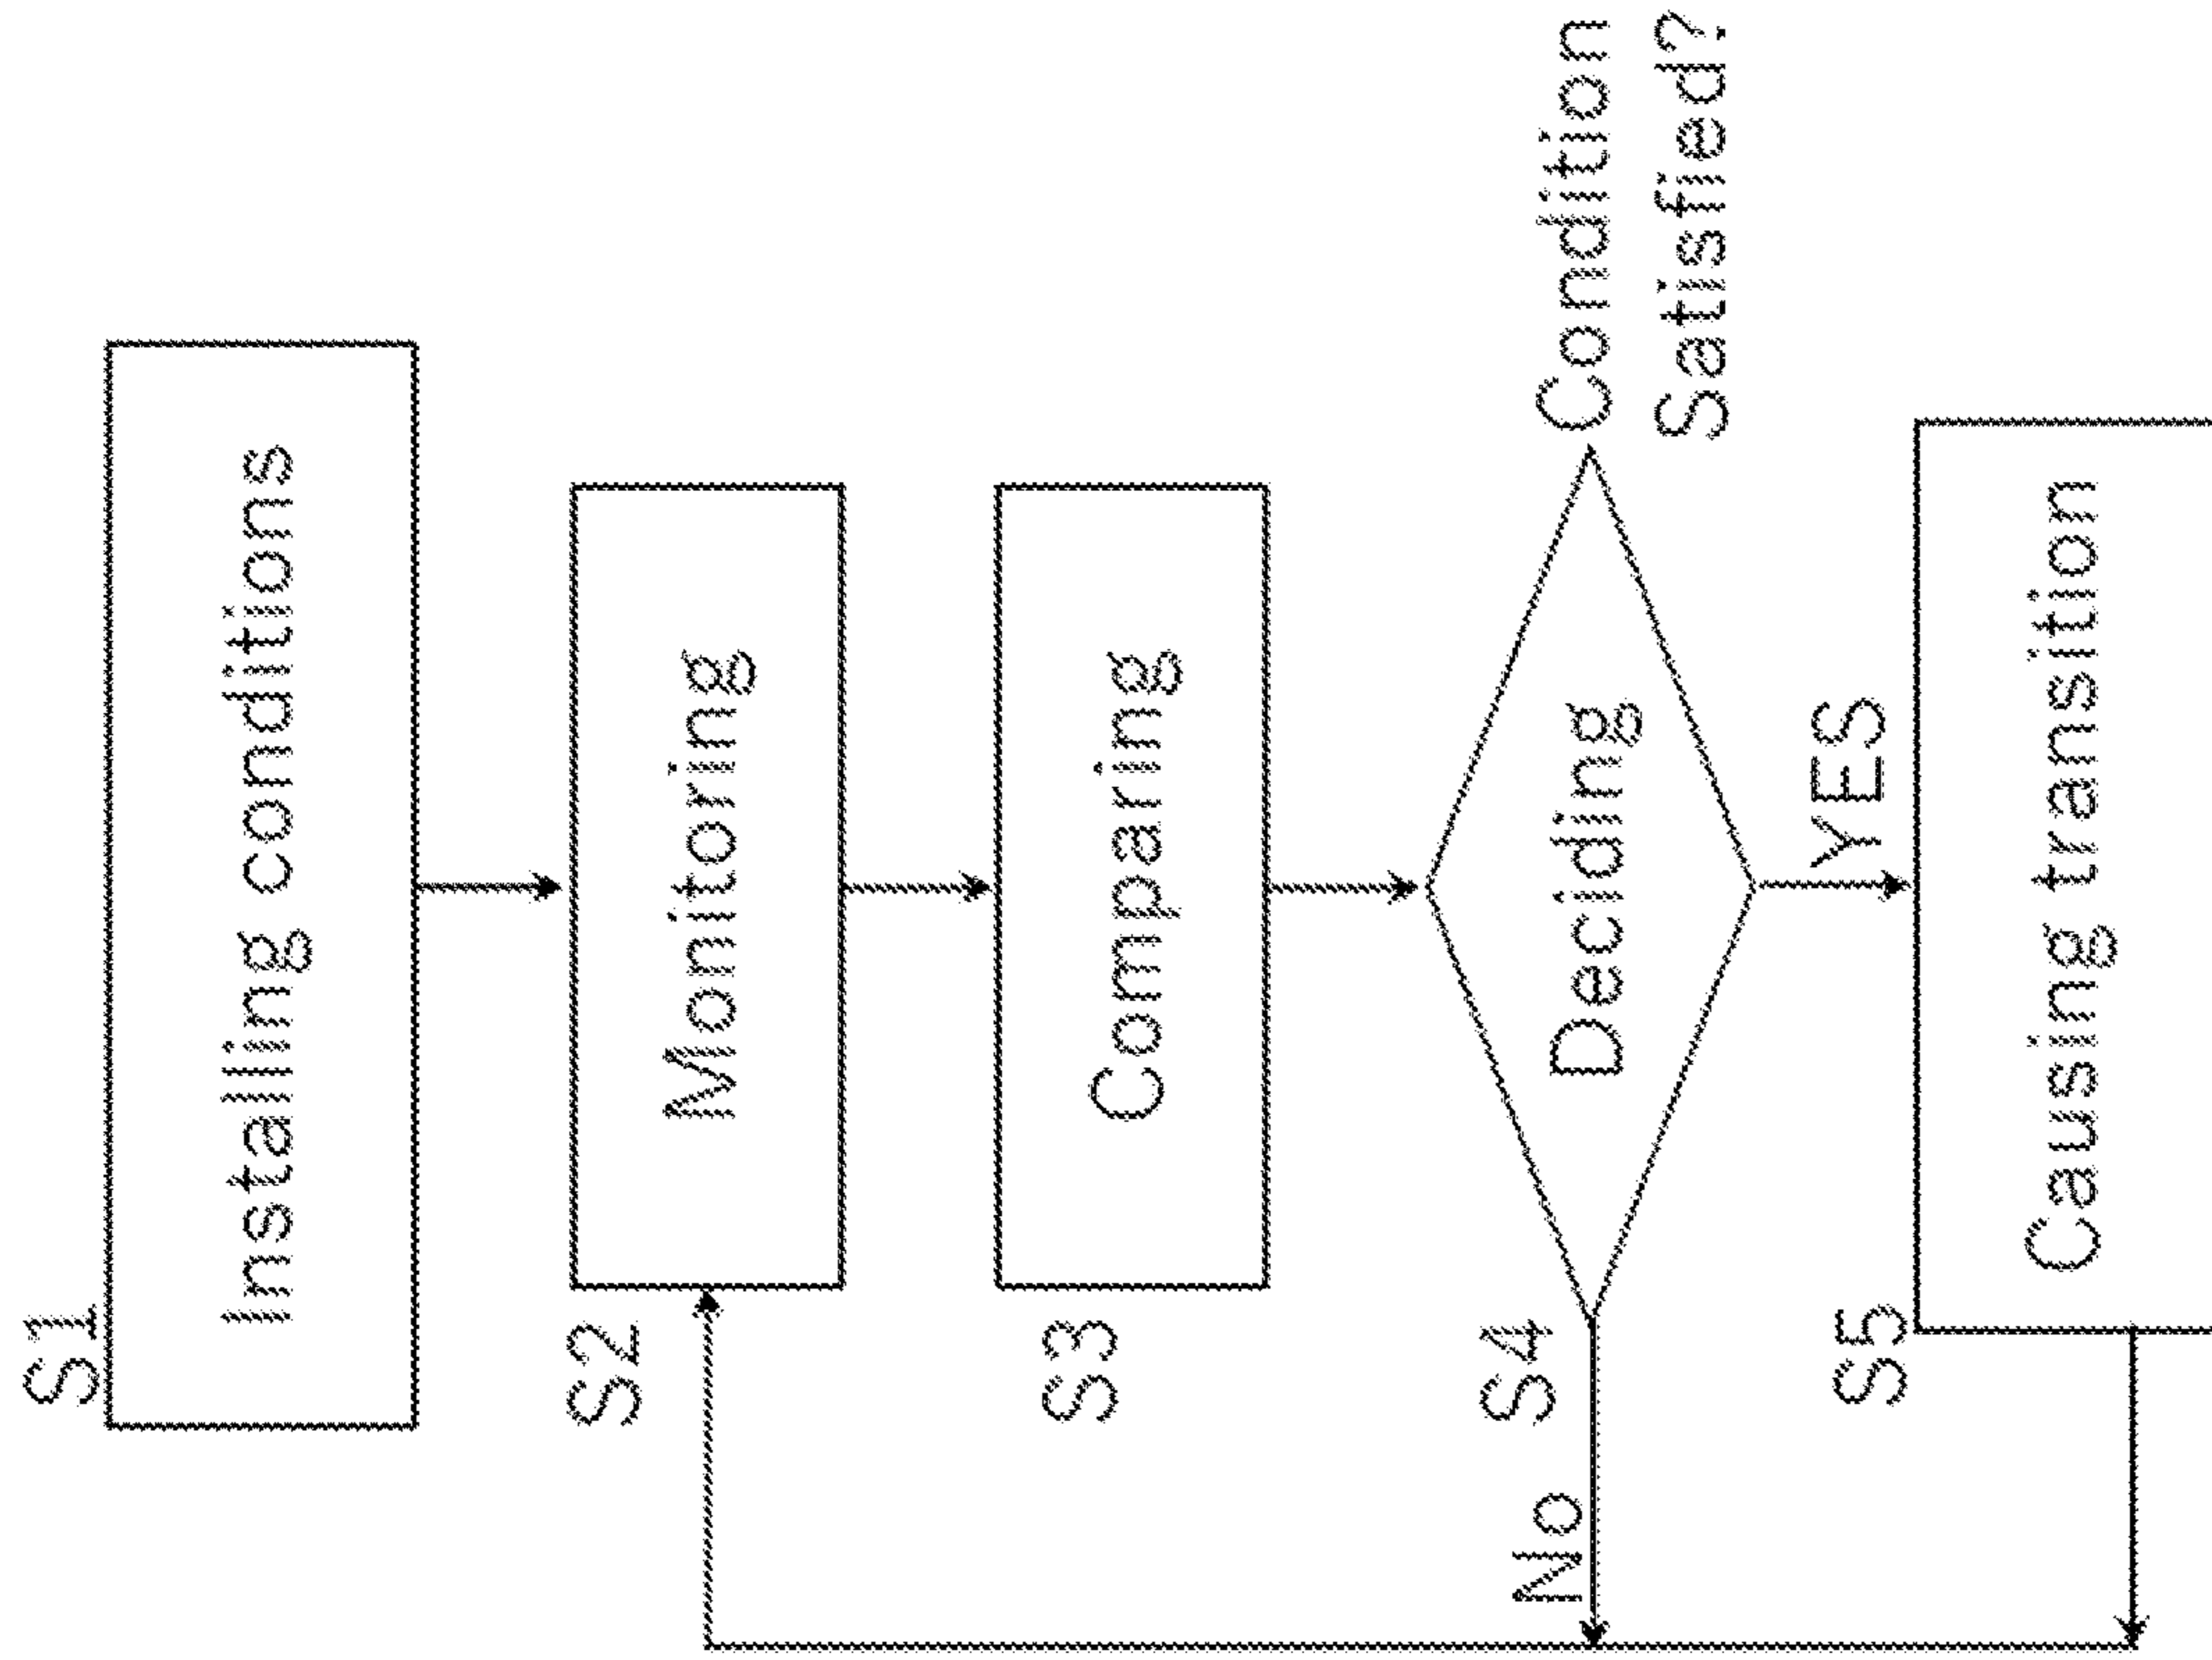 S1
Installing conditions
S2
Monitoring
S3
Comparing
S4
Deciding
Condition
Satisfied?
No
YES
S5
Causing transition